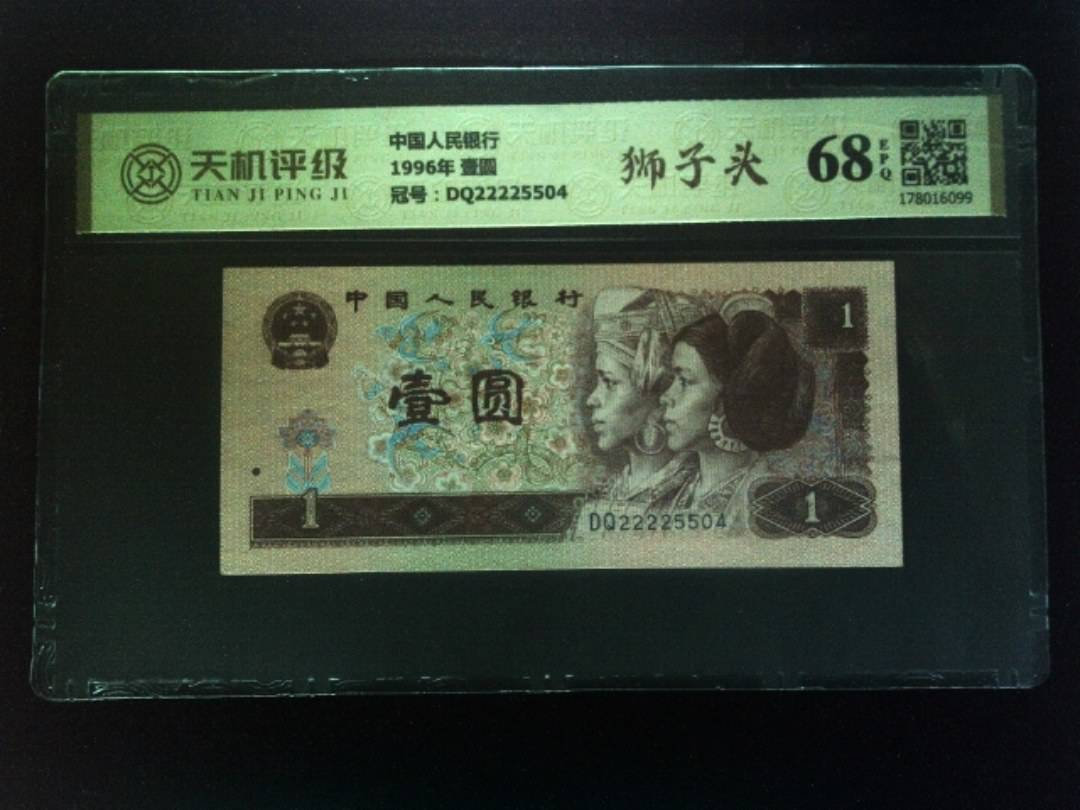 天机评级
TIAN JI PING JI
中国人民银行
1996年 壹圆
冠号：DQ22225504
狮子头
68
EPQ
178016099
中国人民银行
1
壹圆
1
DQ22225504
1